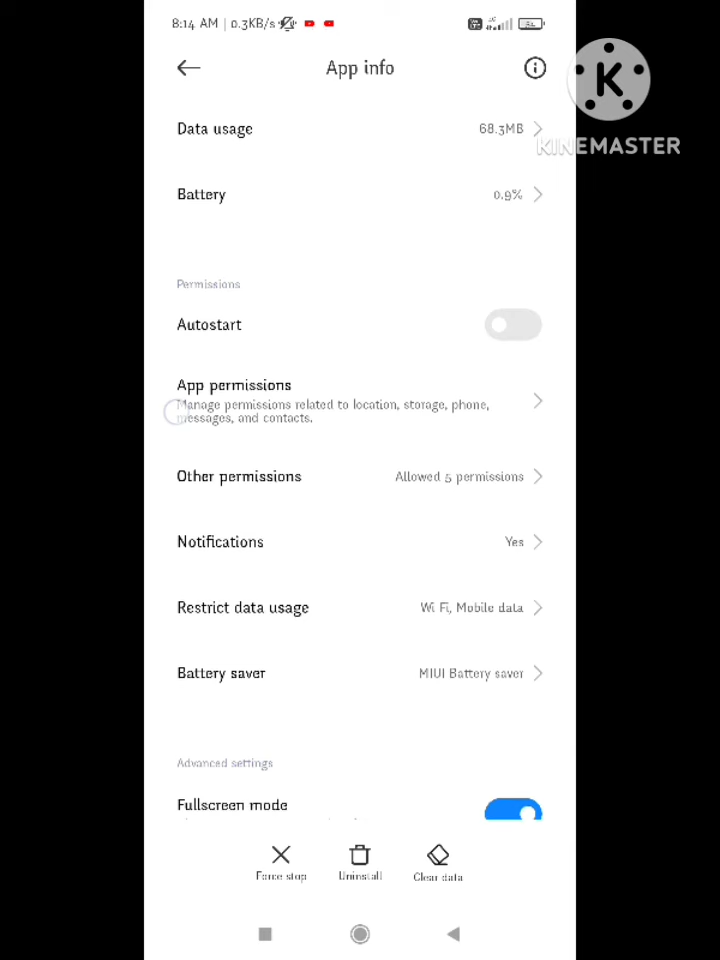 8:14 AM | 0.3KB/s
App info
K
KINEMASTER
Data usage 68.3MB
Battery 0.9%
Permissions
Autostart
App permissions
Manage permissions related to location, storage, phone,
messages, and contacts.
Other permissions Allowed 5 permissions
Notifications Yes
Restrict data usage Wi Fi, Mobile data
Battery saver MIUI Battery saver
Advanced settings
Fullscreen mode
Force stop Uninstall Clear data